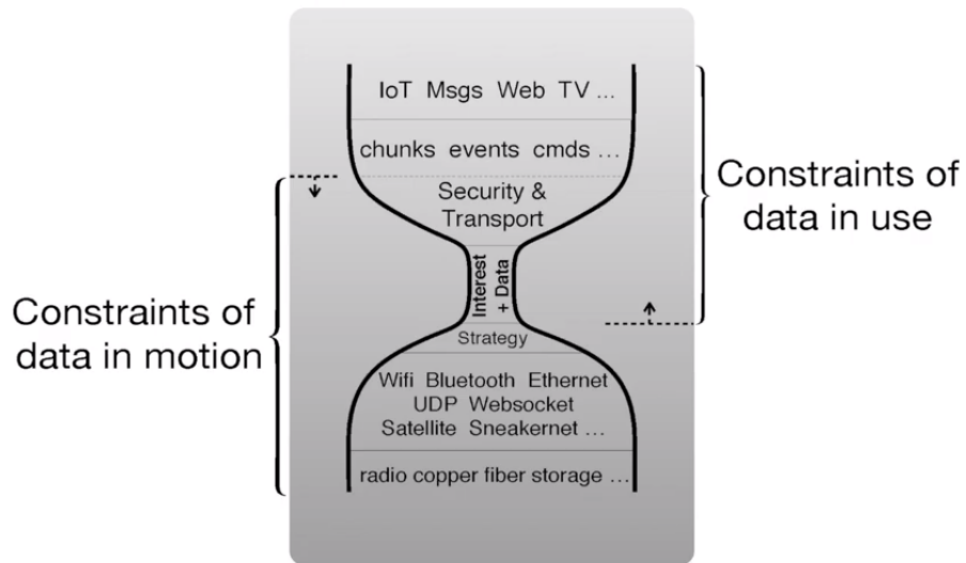 IoT Msgs Web TV ...
chunks events cmds ...
Security &
Transport
Interest
+ Data
Strategy
Wifi Bluetooth Ethernet
UDP Websocket
Satellite Sneakernet ...
radio copper fiber storage ...
Constraints of
data in motion
Constraints of
data in use